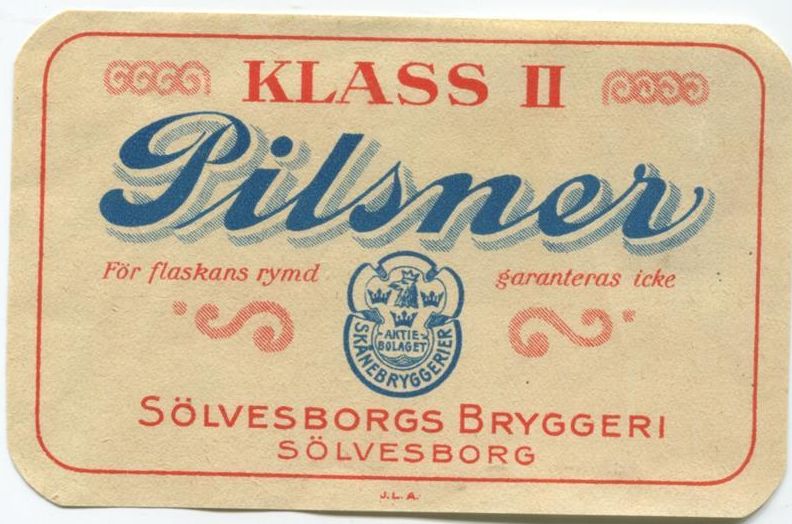 KLASS II
Pilsner
För flaskans rymd garanteras icke
AKTIE-
BOLAGET
SKÅNEBRYGGERIER
SÖLVESBORGS BRYGGERI
SÖLVESBORG
J.L.A.